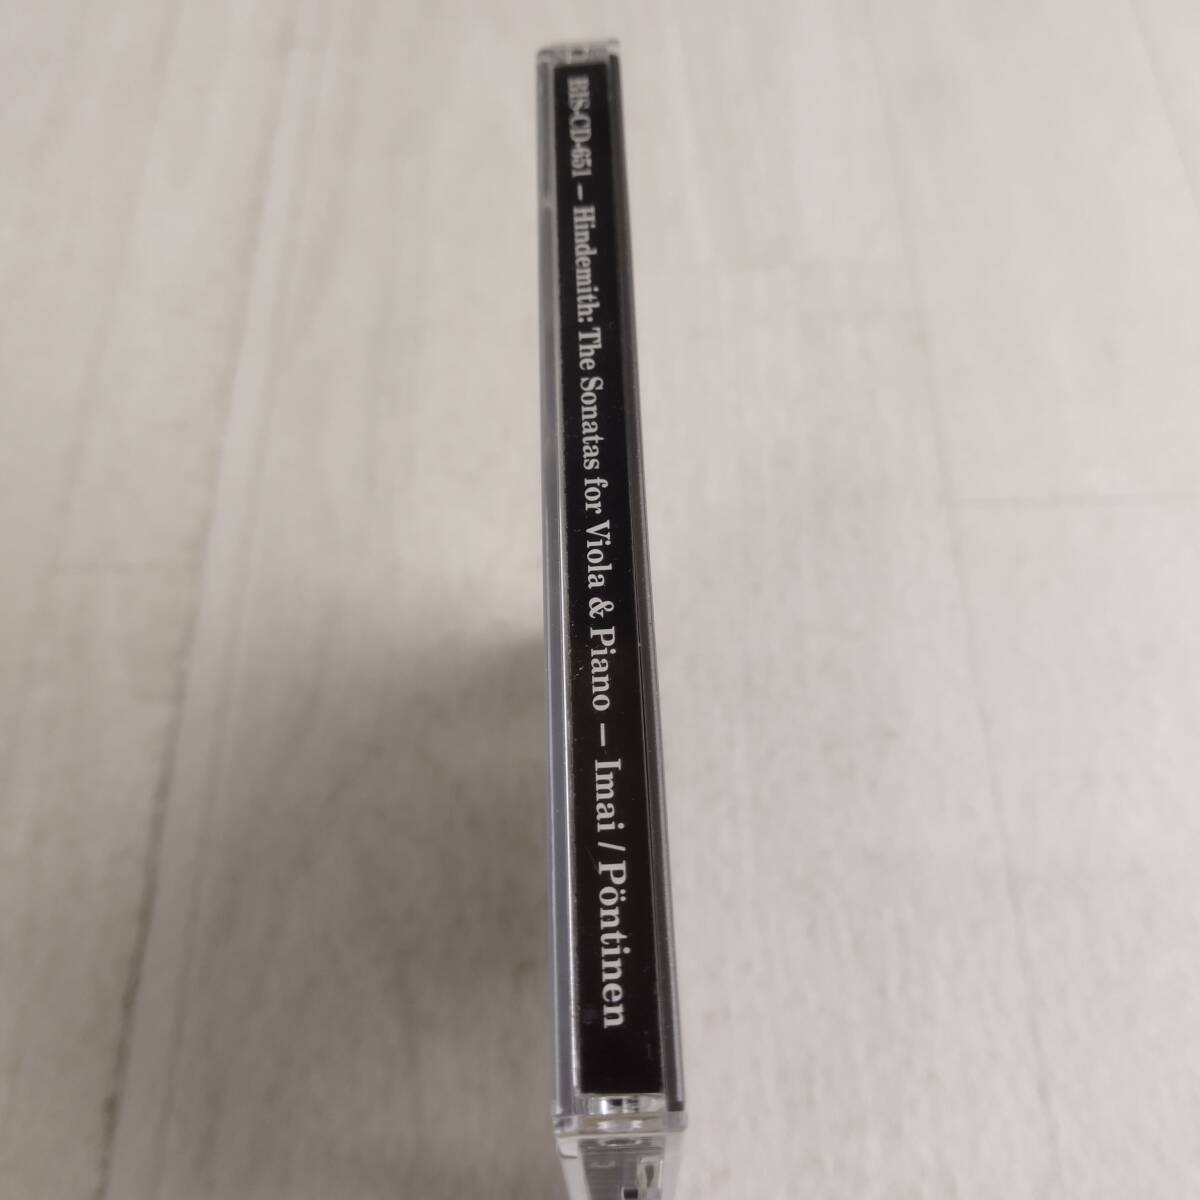 BIS-CD-651 – Hindemith: The Sonatas for Viola & Piano – Imai / Pöntinen